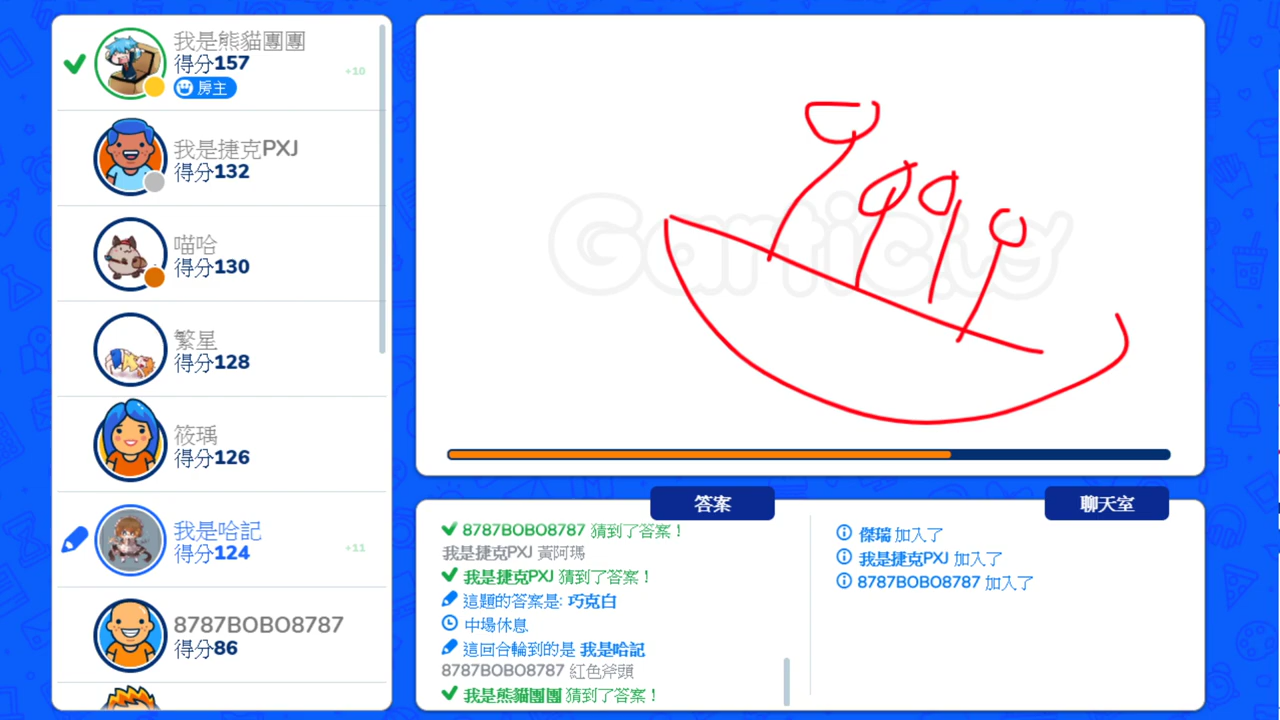 我是熊貓團團
得分157
+10
房主
我是捷克PXJ
得分132
喵哈
得分130
繁星
得分128
筱瑀
得分126
我是哈記
得分124
+11
8787BOBO8787
得分86
Gartic.io
答案
8787BOBO8787 猜到了答案！
我是捷克PXJ 黃阿瑪
我是捷克PXJ 猜到了答案！
這題的答案是: 巧克白
中場休息
這回合輪到的是 我是哈記
8787BOBO8787 紅色斧頭
我是熊貓團團 猜到了答案！
聊天室
傑瑞 加入了
我是捷克PXJ 加入了
8787BOBO8787 加入了